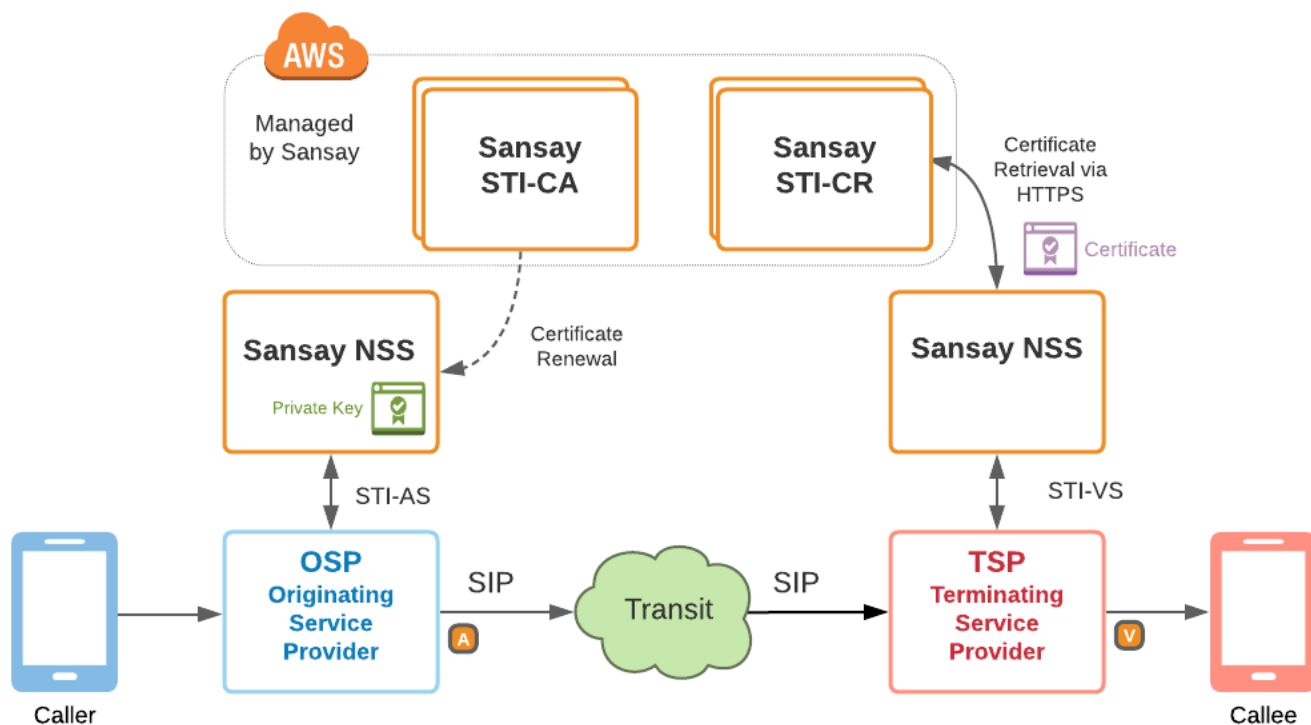 AWS
Managed
by Sansay
Sansay
STI-CA
Sansay
STI-CR
Certificate
Retrieval via
HTTPS
Certificate
Sansay NSS
Private Key
Certificate
Renewal
Sansay NSS
STI-AS
STI-VS
OSP
Originating
Service
Provider
SIP
A
Transit
SIP
TSP
Terminating
Service
Provider
V
Caller
Callee